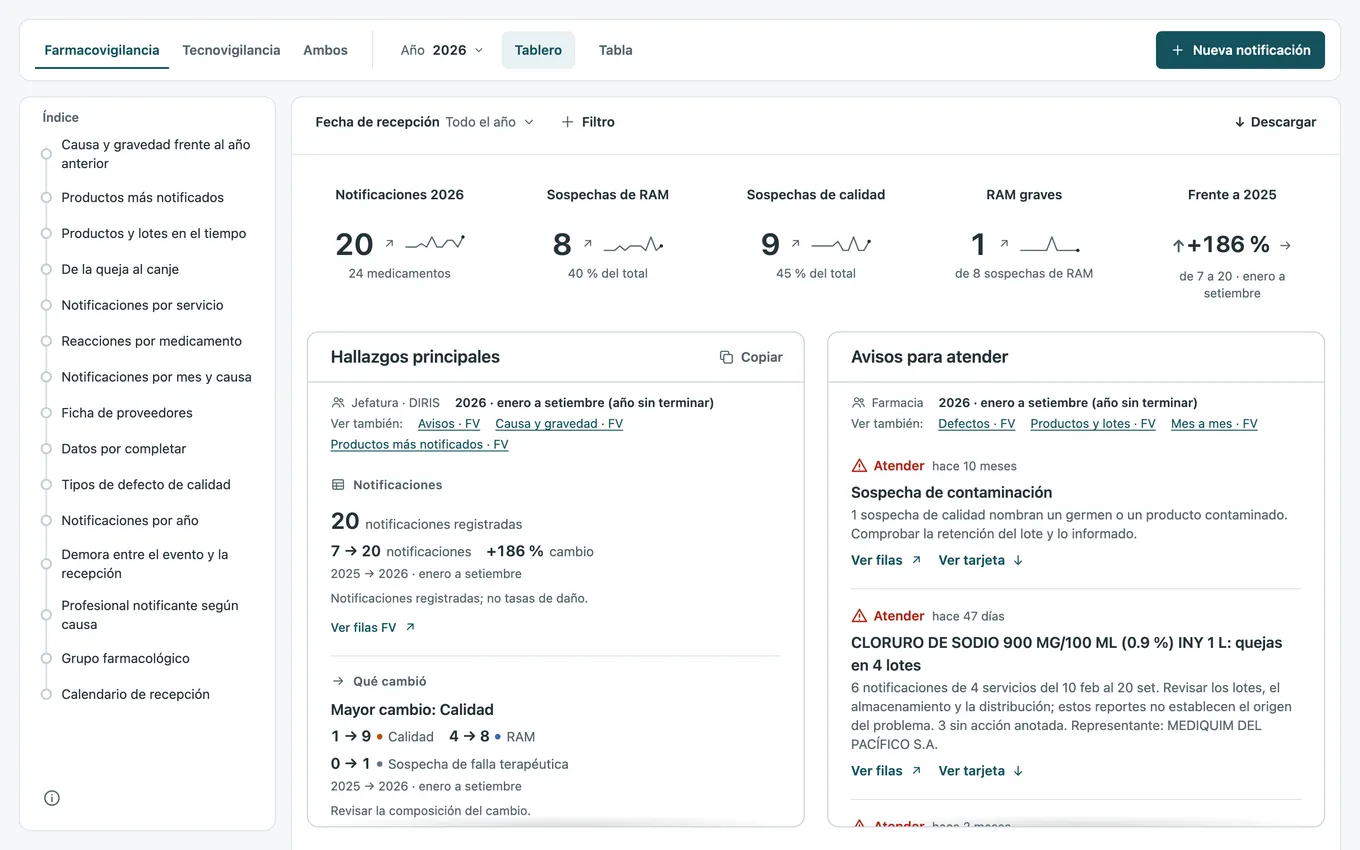 Farmacovigilancia Tecnovigilancia Ambos Año 2026 Tablero Tabla + Nueva notificación
Índice
Causa y gravedad frente al año
anterior
Productos más notificados
Productos y lotes en el tiempo
De la queja al canje
Notificaciones por servicio
Reacciones por medicamento
Notificaciones por mes y causa
Ficha de proveedores
Datos por completar
Tipos de defecto de calidad
Notificaciones por año
Demora entre el evento y la
recepción
Profesional notificante según
causa
Grupo farmacológico
Calendario de recepción
Fecha de recepción Todo el año + Filtro ↓ Descargar
Notificaciones 2026
20 ↗
24 medicamentos
Sospechas de RAM
8 ↗
40 % del total
Sospechas de calidad
9 ↗
45 % del total
RAM graves
1 ↗
de 8 sospechas de RAM
Frente a 2025
↑+186 % →
de 7 a 20 · enero a
setiembre
Hallazgos principales Copiar
Jefatura · DIRIS 2026 · enero a setiembre (año sin terminar)
Ver también: Avisos · FV Causa y gravedad · FV
Productos más notificados · FV
Notificaciones
20 notificaciones registradas
7 → 20 notificaciones +186 % cambio
2025 → 2026 · enero a setiembre
Notificaciones registradas; no tasas de daño.
Ver filas FV ↗
→ Qué cambió
Mayor cambio: Calidad
1 → 9 • Calidad 4 → 8 • RAM
0 → 1 • Sospecha de falla terapéutica
2025 → 2026 · enero a setiembre
Revisar la composición del cambio.
Avisos para atender
Farmacia 2026 · enero a setiembre (año sin terminar)
Ver también: Defectos · FV Productos y lotes · FV Mes a mes · FV
Atender hace 10 meses
Sospecha de contaminación
1 sospecha de calidad nombran un germen o un producto contaminado.
Comprobar la retención del lote y lo informado.
Ver filas ↗ Ver tarjeta ↓
Atender hace 47 días
CLORURO DE SODIO 900 MG/100 ML (0.9 %) INY 1 L: quejas
en 4 lotes
6 notificaciones de 4 servicios del 10 feb al 20 set. Revisar los lotes, el
almacenamiento y la distribución; estos reportes no establecen el origen
del problema. 3 sin acción anotada. Representante: MEDIQUIM DEL
PACÍFICO S.A.
Ver filas ↗ Ver tarjeta ↓
Atender hace 2 meses